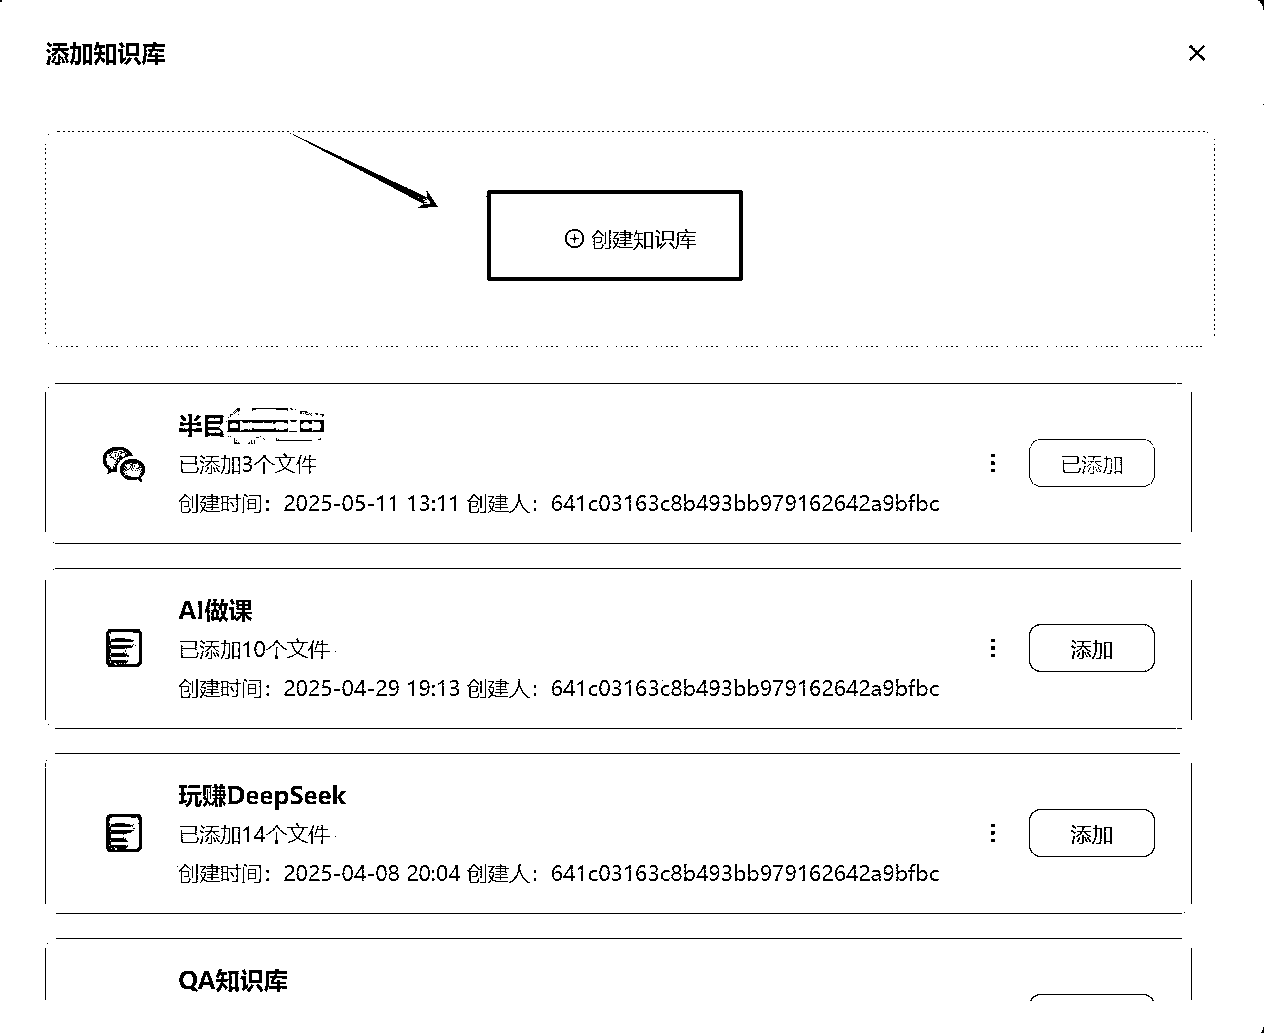 添加知识库
创建知识库
已添加3个文件
已添加
创建时间：2025-05-11 13:11 创建人：641c03163c8b493bb979162642a9bfbc
AI做课
已添加10个文件
添加
创建时间：2025-04-29 19:13 创建人：641c03163c8b493bb979162642a9bfbc
玩赚DeepSeek
已添加14个文件
添加
创建时间：2025-04-08 20:04 创建人：641c03163c8b493bb979162642a9bfbc
QA知识库